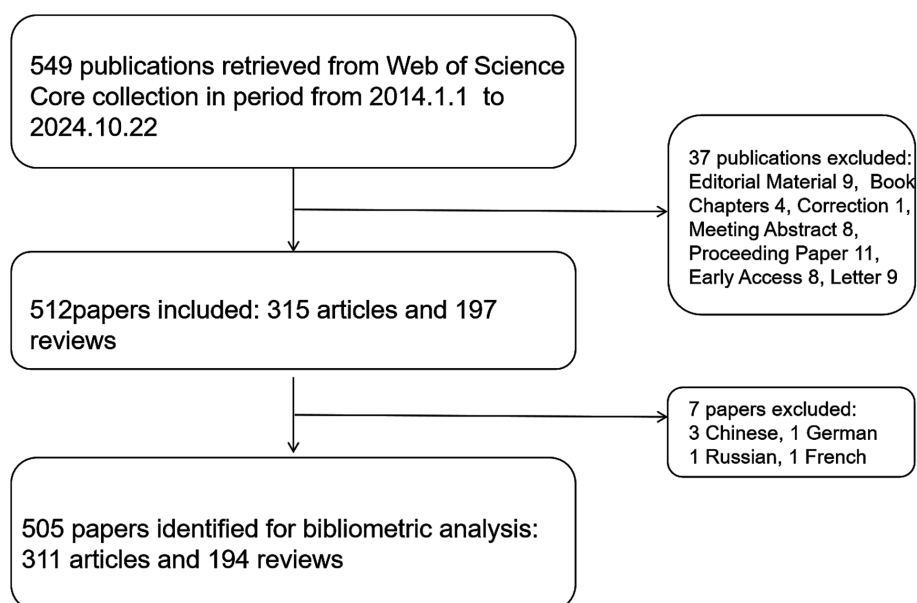 549 publications retrieved from Web of Science
Core collection in period from 2014.1.1 to
2024.10.22
37 publications excluded:
Editorial Material 9, Book
Chapters 4, Correction 1,
Meeting Abstract 8,
Proceeding Paper 11,
Early Access 8, Letter 9
512papers included: 315 articles and 197
reviews
7 papers excluded:
3 Chinese, 1 German
1 Russian, 1 French
505 papers identified for bibliometric analysis:
311 articles and 194 reviews